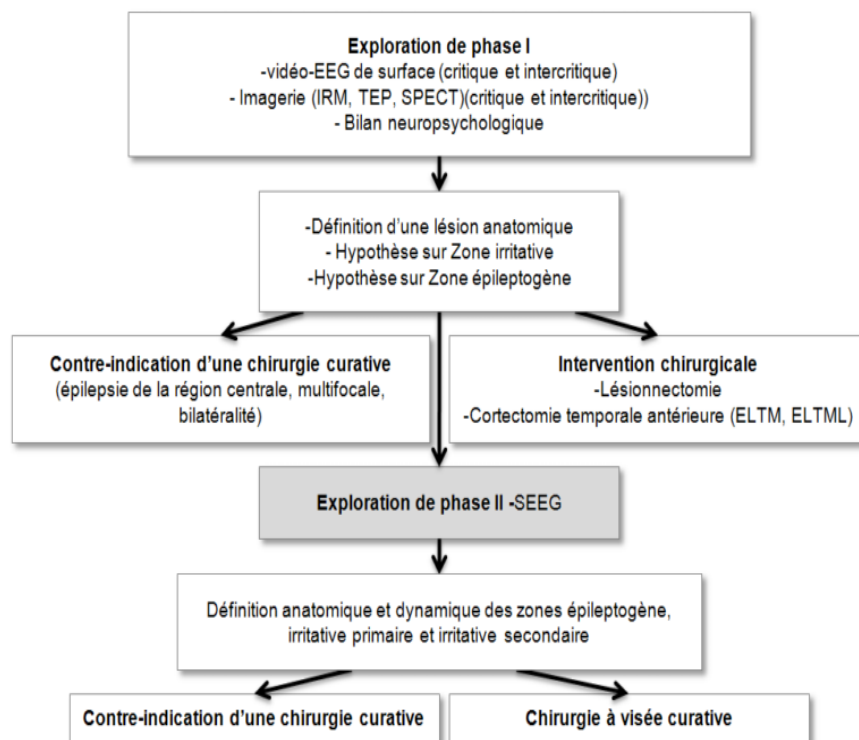 Exploration de phase I
-vidéo-EEG de surface (critique et intercritique)
- Imagerie (IRM, TEP, SPECT)(critique et intercritique))
- Bilan neuropsychologique
-Définition d'une lésion anatomique
- Hypothèse sur Zone irritative
-Hypothèse sur Zone épileptogène
Contre-indication d'une chirurgie curative
(épilepsie de la région centrale, multifocale,
bilatéralité)
Intervention chirurgicale
-Lésionnectomie
-Cortectomie temporale antérieure (ELTM, ELTML)
Exploration de phase II -SEEG
Définition anatomique et dynamique des zones épileptogène,
irritative primaire et irritative secondaire
Contre-indication d'une chirurgie curative
Chirurgie à visée curative